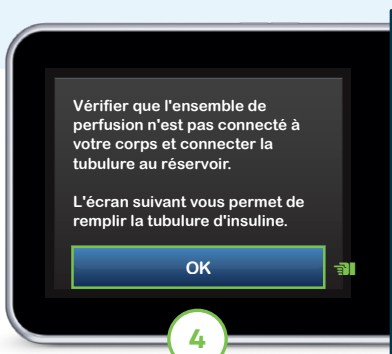 Vérifier que l'ensemble de
perfusion n'est pas connecté à
votre corps et connecter la
tubulure au réservoir.
L'écran suivant vous permet de
remplir la tubulure d'insuline.
OK
4